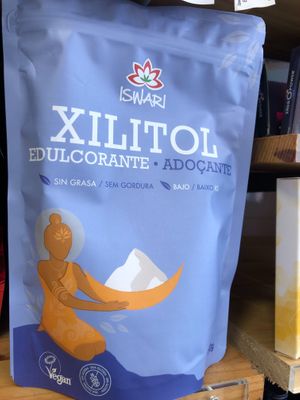 ISWARI
XILITOL
EDULCORANTE • ADOÇANTE
SIN GRASA / SEM GORDURA
BAJO / BAIXO
Vegan